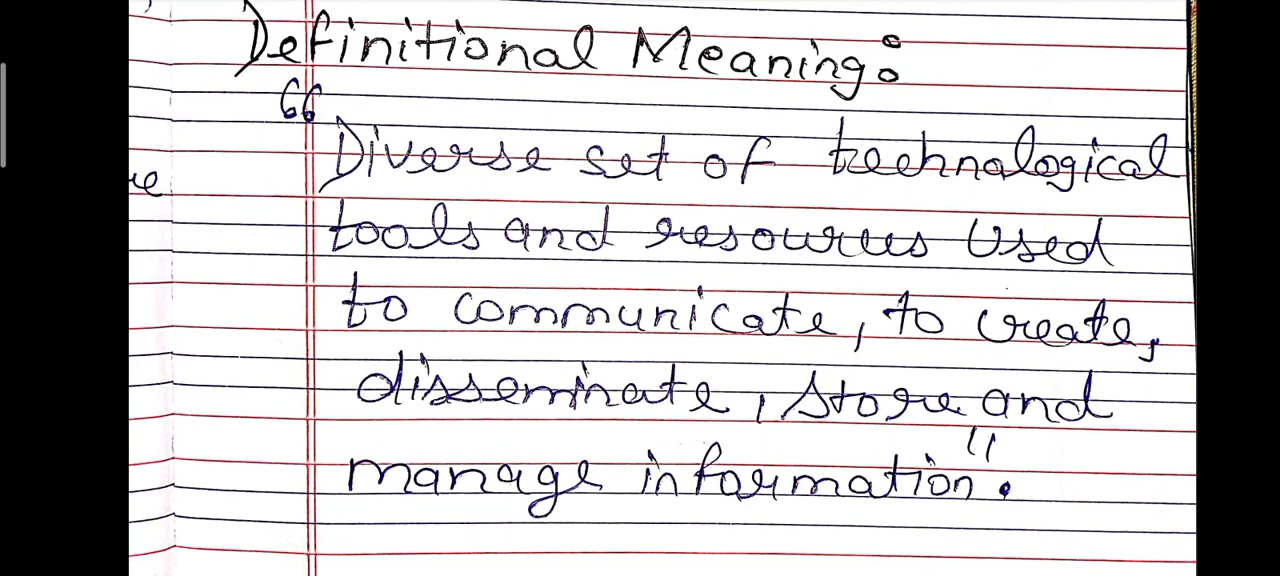 Definitional Meaning:
re
"Diverse set of technological
tools and resources used
to communicate, to create,
disseminate, store and
manage information".